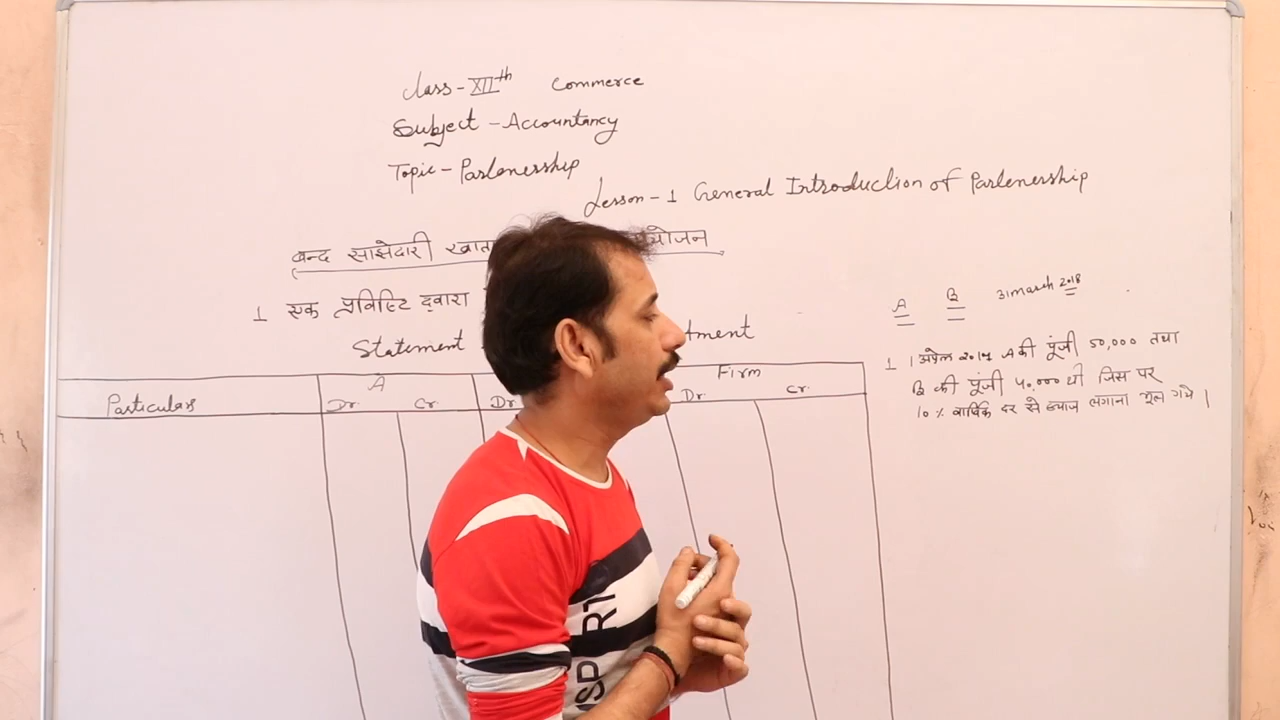 Class-XIIth Commerce
Subject - Accountancy
Topic - Partenership
Lesson-1 General Introduction of Partenership
बन्द साझेदारी
1 एक प्रविष्टि द्वारा
Statement
Particulars
A
Dr. Cr.
Dr.
Firm
Dr. Cr.
A B 31 march 2018
1 1 अप्रैल 2017 A की पूंजी 50,000 तथा
B की पूंजी 40,000 थी जिस पर
10 % वार्षिक दर से ब्याज लगाना भूल गये ।